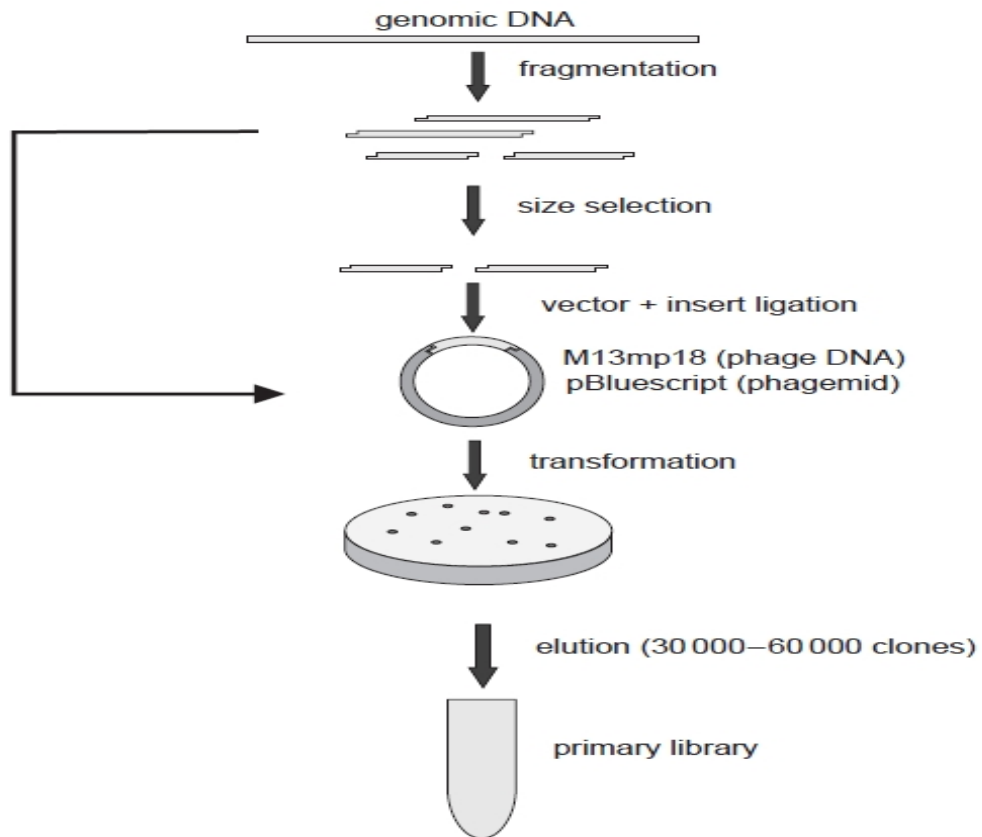 genomic DNA
fragmentation
size selection
vector + insert ligation
M13mp18 (phage DNA)
pBluescript (phagemid)
transformation
elution (30 000–60 000 clones)
primary library